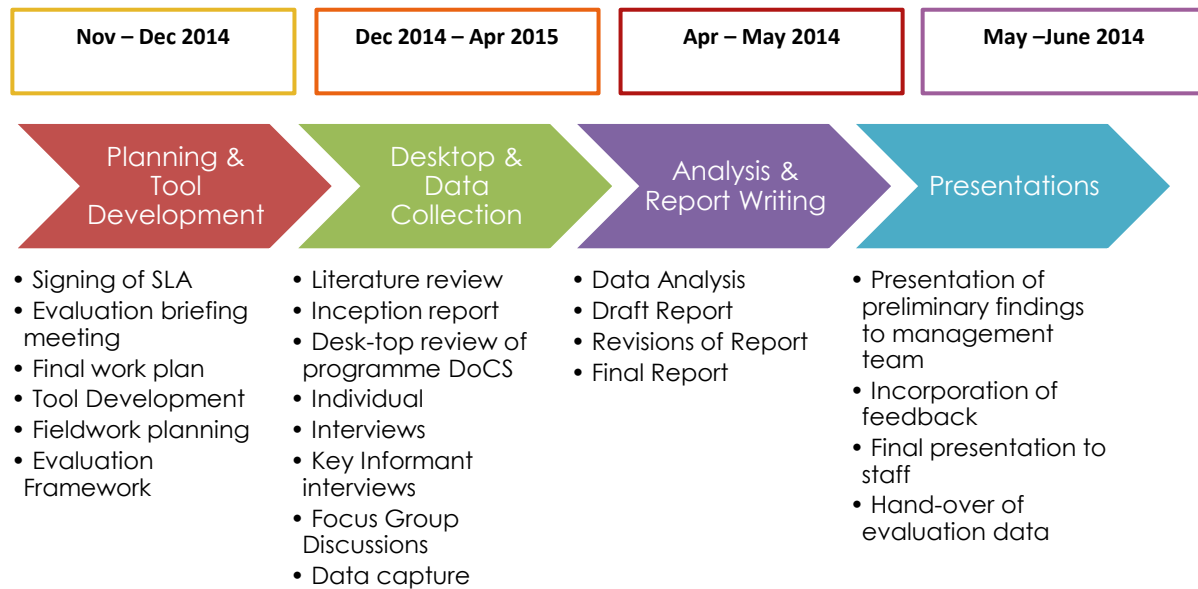 Nov – Dec 2014
Dec 2014 – Apr 2015
Apr – May 2014
May –June 2014
Planning &
Tool
Development
Desktop &
Data
Collection
Analysis &
Report Writing
Presentations
• Signing of SLA
• Evaluation briefing
meeting
• Final work plan
• Tool Development
• Fieldwork planning
• Evaluation
Framework
• Literature review
• Inception report
• Desk-top review of
programme DoCS
• Individual
• Interviews
• Key Informant
interviews
• Focus Group
Discussions
• Data capture
• Data Analysis
• Draft Report
• Revisions of Report
• Final Report
• Presentation of
preliminary findings
to management
team
• Incorporation of
feedback
• Final presentation to
staff
• Hand-over of
evaluation data